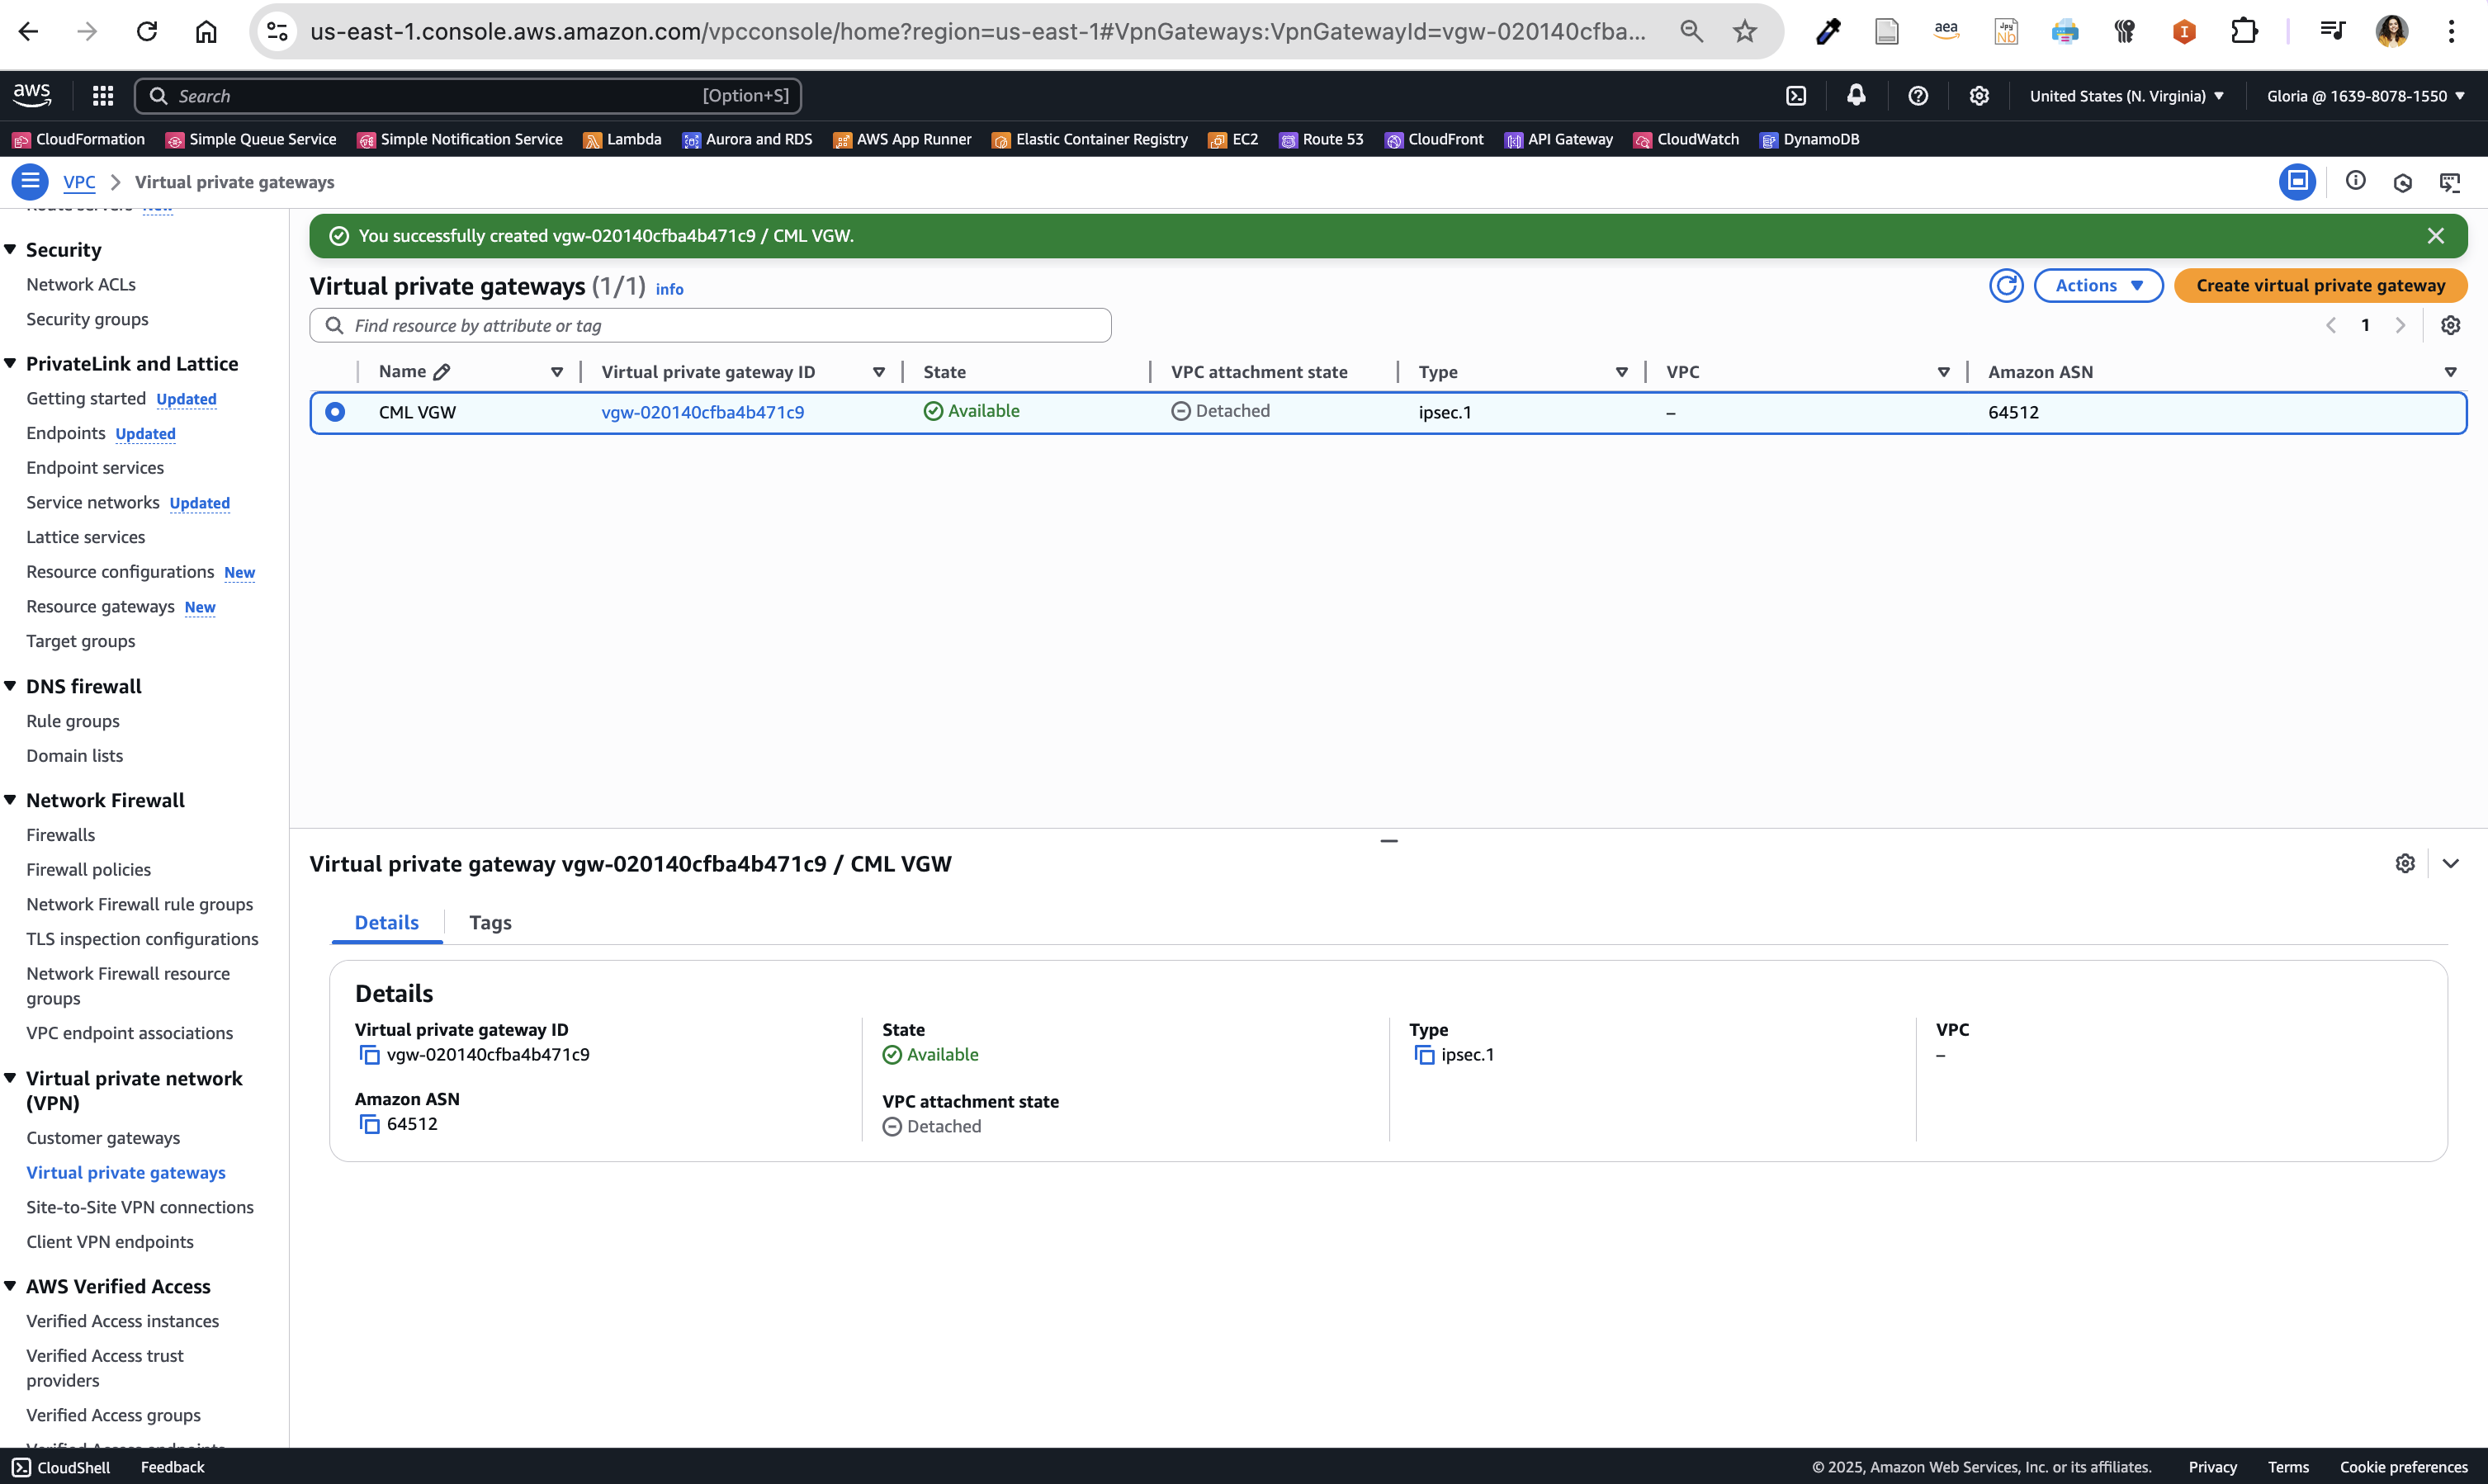 us-east-1.console.aws.amazon.com/vpcconsole/home?region=us-east-1#VpnGateways:VpnGatewayId=vgw-020140cfba...
aea
Jpy
Nb
aws
Search
[Option+S]
United States (N. Virginia)
Gloria @ 1639-8078-1550
CloudFormation
Simple Queue Service
Simple Notification Service
Lambda
Aurora and RDS
AWS App Runner
Elastic Container Registry
EC2
Route 53
CloudFront
API Gateway
CloudWatch
DynamoDB
VPC
Virtual private gateways
Security
Network ACLs
Security groups
PrivateLink and Lattice
Getting started Updated
Endpoints Updated
Endpoint services
Service networks Updated
Lattice services
Resource configurations New
Resource gateways New
Target groups
DNS firewall
Rule groups
Domain lists
Network Firewall
Firewalls
Firewall policies
Network Firewall rule groups
TLS inspection configurations
Network Firewall resource
groups
VPC endpoint associations
Virtual private network
(VPN)
Customer gateways
Virtual private gateways
Site-to-Site VPN connections
Client VPN endpoints
AWS Verified Access
Verified Access instances
Verified Access trust
providers
Verified Access groups
You successfully created vgw-020140cfba4b471c9 / CML VGW.
Virtual private gateways (1/1) info
Actions
Create virtual private gateway
Find resource by attribute or tag
1
Name
Virtual private gateway ID
State
VPC attachment state
Type
VPC
Amazon ASN
CML VGW
vgw-020140cfba4b471c9
Available
Detached
ipsec.1
–
64512
Virtual private gateway vgw-020140cfba4b471c9 / CML VGW
Details
Tags
Details
Virtual private gateway ID
vgw-020140cfba4b471c9
State
Available
Type
ipsec.1
VPC
–
Amazon ASN
64512
VPC attachment state
Detached
CloudShell
Feedback
© 2025, Amazon Web Services, Inc. or its affiliates.
Privacy
Terms
Cookie preferences